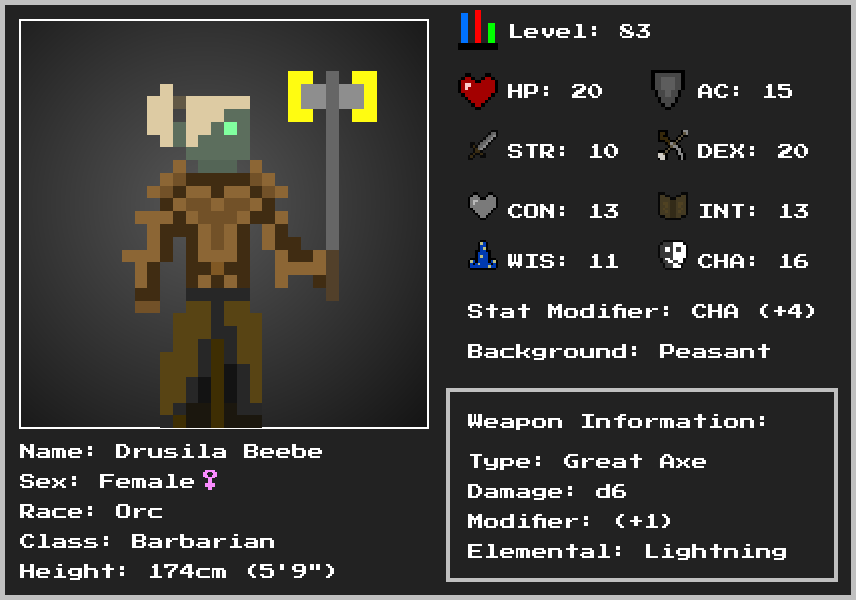 Level: 83
HP: 20 AC: 15
STR: 10 DEX: 20
CON: 13 INT: 13
WIS: 11 CHA: 16
Stat Modifier: CHA (+4)
Background: Peasant
Weapon Information:
Type: Great Axe
Damage: d6
Modifier: (+1)
Elemental: Lightning
Name: Drusila Beebe
Sex: Female♀
Race: Orc
Class: Barbarian
Height: 174cm (5'9")